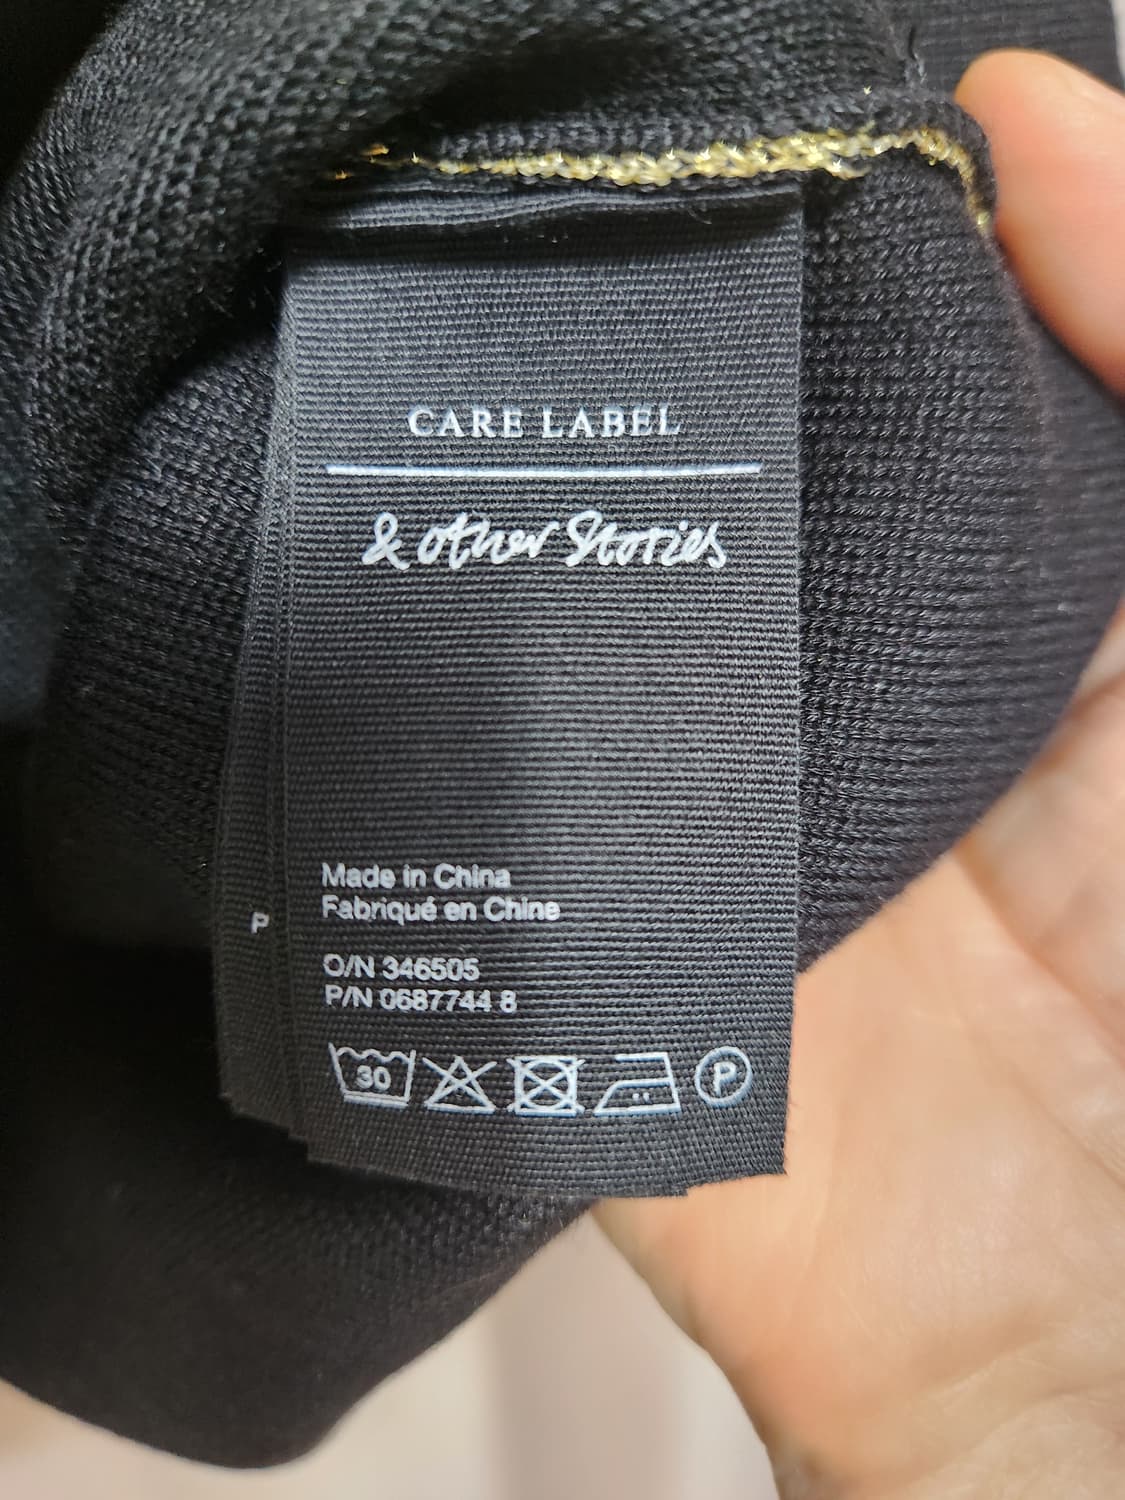 CARE LABEL
& other Stories
Made in China
Fabriqué en Chine
P
O/N 346505
P/N 0687744 8
30
P